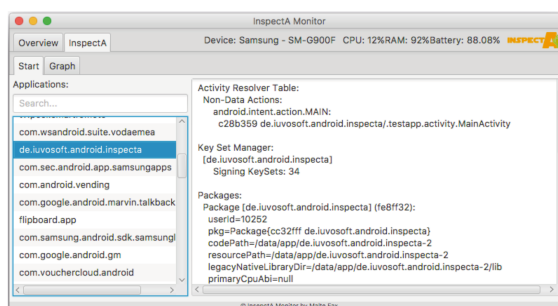 InspectA Monitor
Overview
InspectA
Device: Samsung - SM-G900F CPU: 12%RAM: 92%Battery: 88.08%
INSPECTA
Start
Graph
Applications:
Search...
com.wsandroid.suite.vodaemea
de.iuvosoft.android.inspecta
com.sec.android.app.samsungapps
com.android.vending
com.google.android.marvin.talkback
flipboard.app
com.samsung.android.sdk.samsungl
com.google.android.gm
com.vouchercloud.android
Activity Resolver Table:
Non-Data Actions:
android.intent.action.MAIN:
c28b359 de.iuvosoft.android.inspecta/.testapp.activity.MainActivity
Key Set Manager:
[de.iuvosoft.android.inspecta]
Signing KeySets: 34
Packages:
Package [de.iuvosoft.android.inspecta] (fe8ff32):
userId=10252
pkg=Package{cc32fff de.iuvosoft.android.inspecta}
codePath=/data/app/de.iuvosoft.android.inspecta-2
resourcePath=/data/app/de.iuvosoft.android.inspecta-2
legacyNativeLibraryDir=/data/app/de.iuvosoft.android.inspecta-2/lib
primaryCpuAbi=null
© InspectA Monitor by Malte